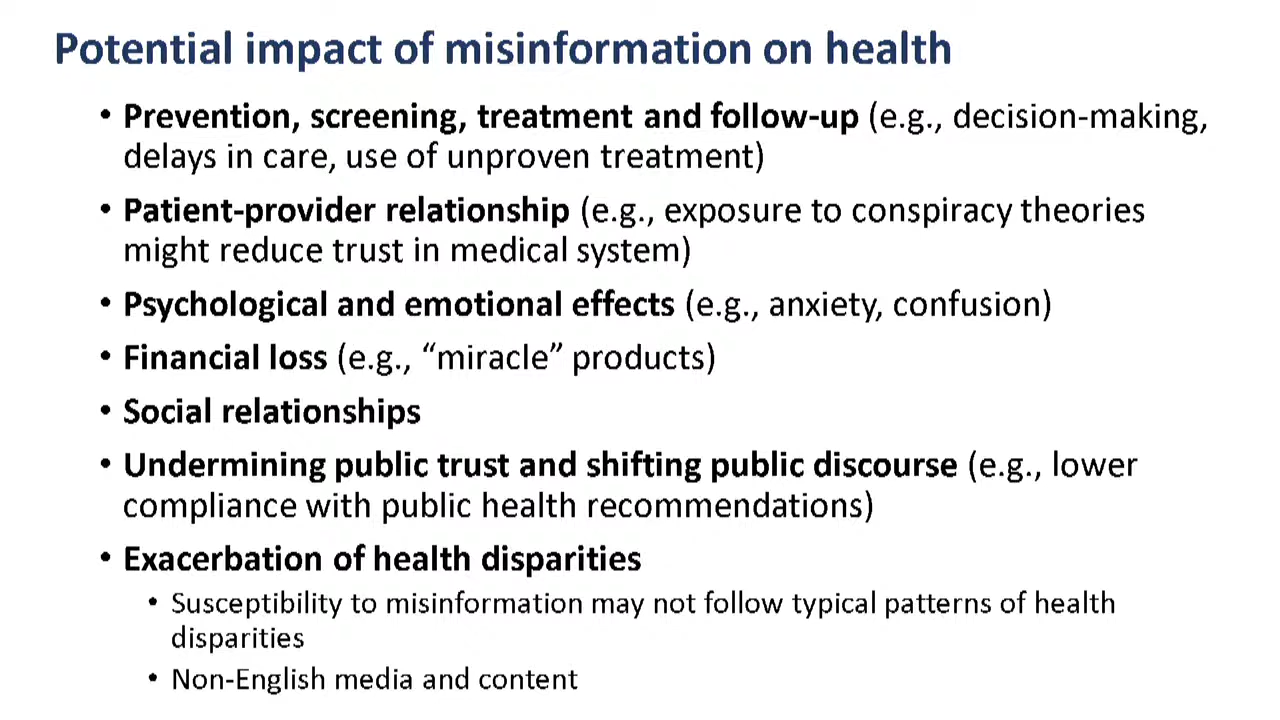 Potential impact of misinformation on health
• Prevention, screening, treatment and follow-up (e.g., decision-making,
delays in care, use of unproven treatment)
• Patient-provider relationship (e.g., exposure to conspiracy theories
might reduce trust in medical system)
• Psychological and emotional effects (e.g., anxiety, confusion)
• Financial loss (e.g., “miracle” products)
• Social relationships
• Undermining public trust and shifting public discourse (e.g., lower
compliance with public health recommendations)
• Exacerbation of health disparities
• Susceptibility to misinformation may not follow typical patterns of health
disparities
• Non-English media and content